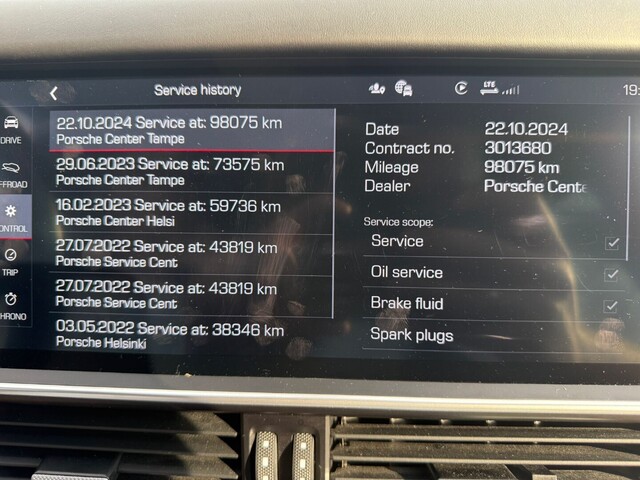 Service history
LTE
19:
DRIVE
OFFROAD
CONTROL
TRIP
CHRONO
22.10.2024 Service at: 98075 km
Porsche Center Tampe
29.06.2023 Service at: 73575 km
Porsche Center Tampe
16.02.2023 Service at: 59736 km
Porsche Center Helsi
27.07.2022 Service at: 43819 km
Porsche Service Cent
27.07.2022 Service at: 43819 km
Porsche Service Cent
03.05.2022 Service at: 38346 km
Porsche Helsinki
Date 22.10.2024
Contract no. 3013680
Mileage 98075 km
Dealer Porsche Cente
Service scope:
Service
Oil service
Brake fluid
Spark plugs